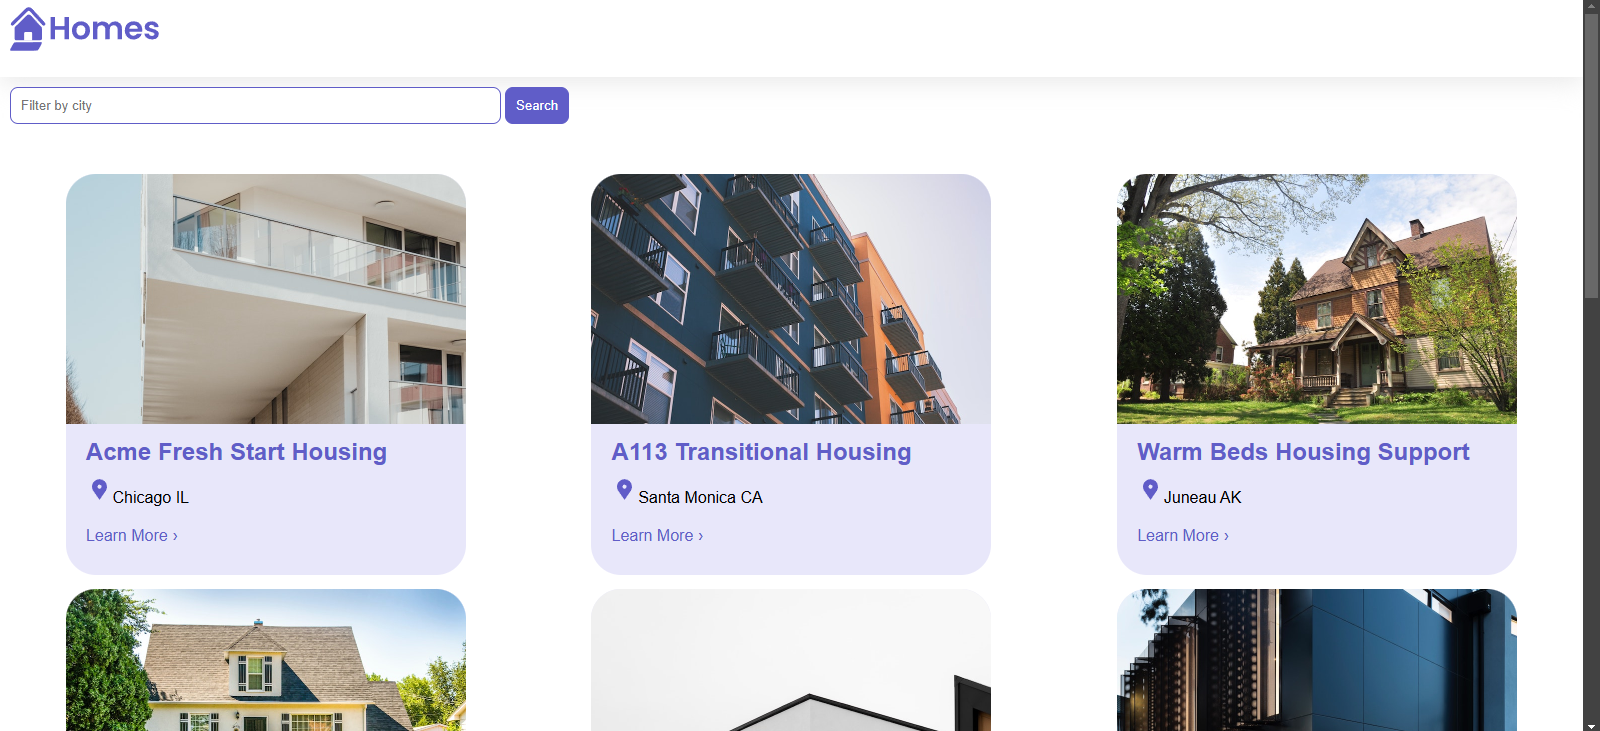 Homes
Filter by city
Search
Acme Fresh Start Housing
Chicago IL
Learn More ›
A113 Transitional Housing
Santa Monica CA
Learn More ›
Warm Beds Housing Support
Juneau AK
Learn More ›